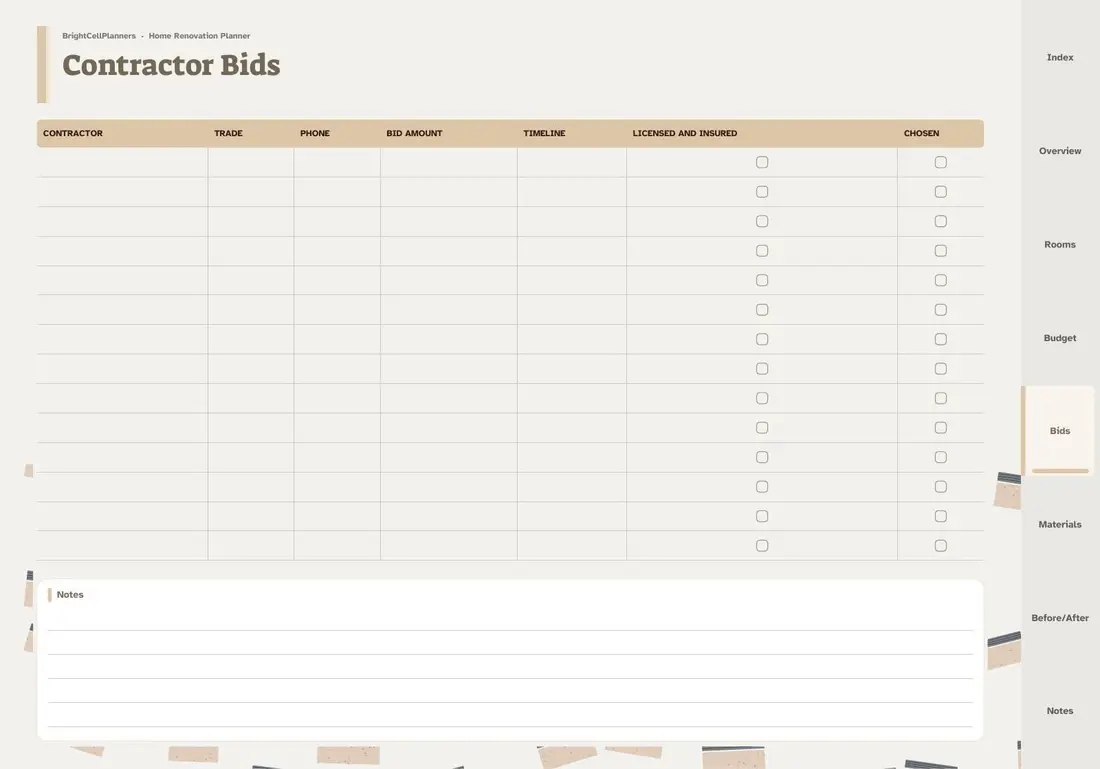 BrightCellPlanners - Home Renovation Planner
Contractor Bids
CONTRACTOR TRADE PHONE BID AMOUNT TIMELINE LICENSED AND INSURED CHOSEN
Notes
Index
Overview
Rooms
Budget
Bids
Materials
Before/After
Notes